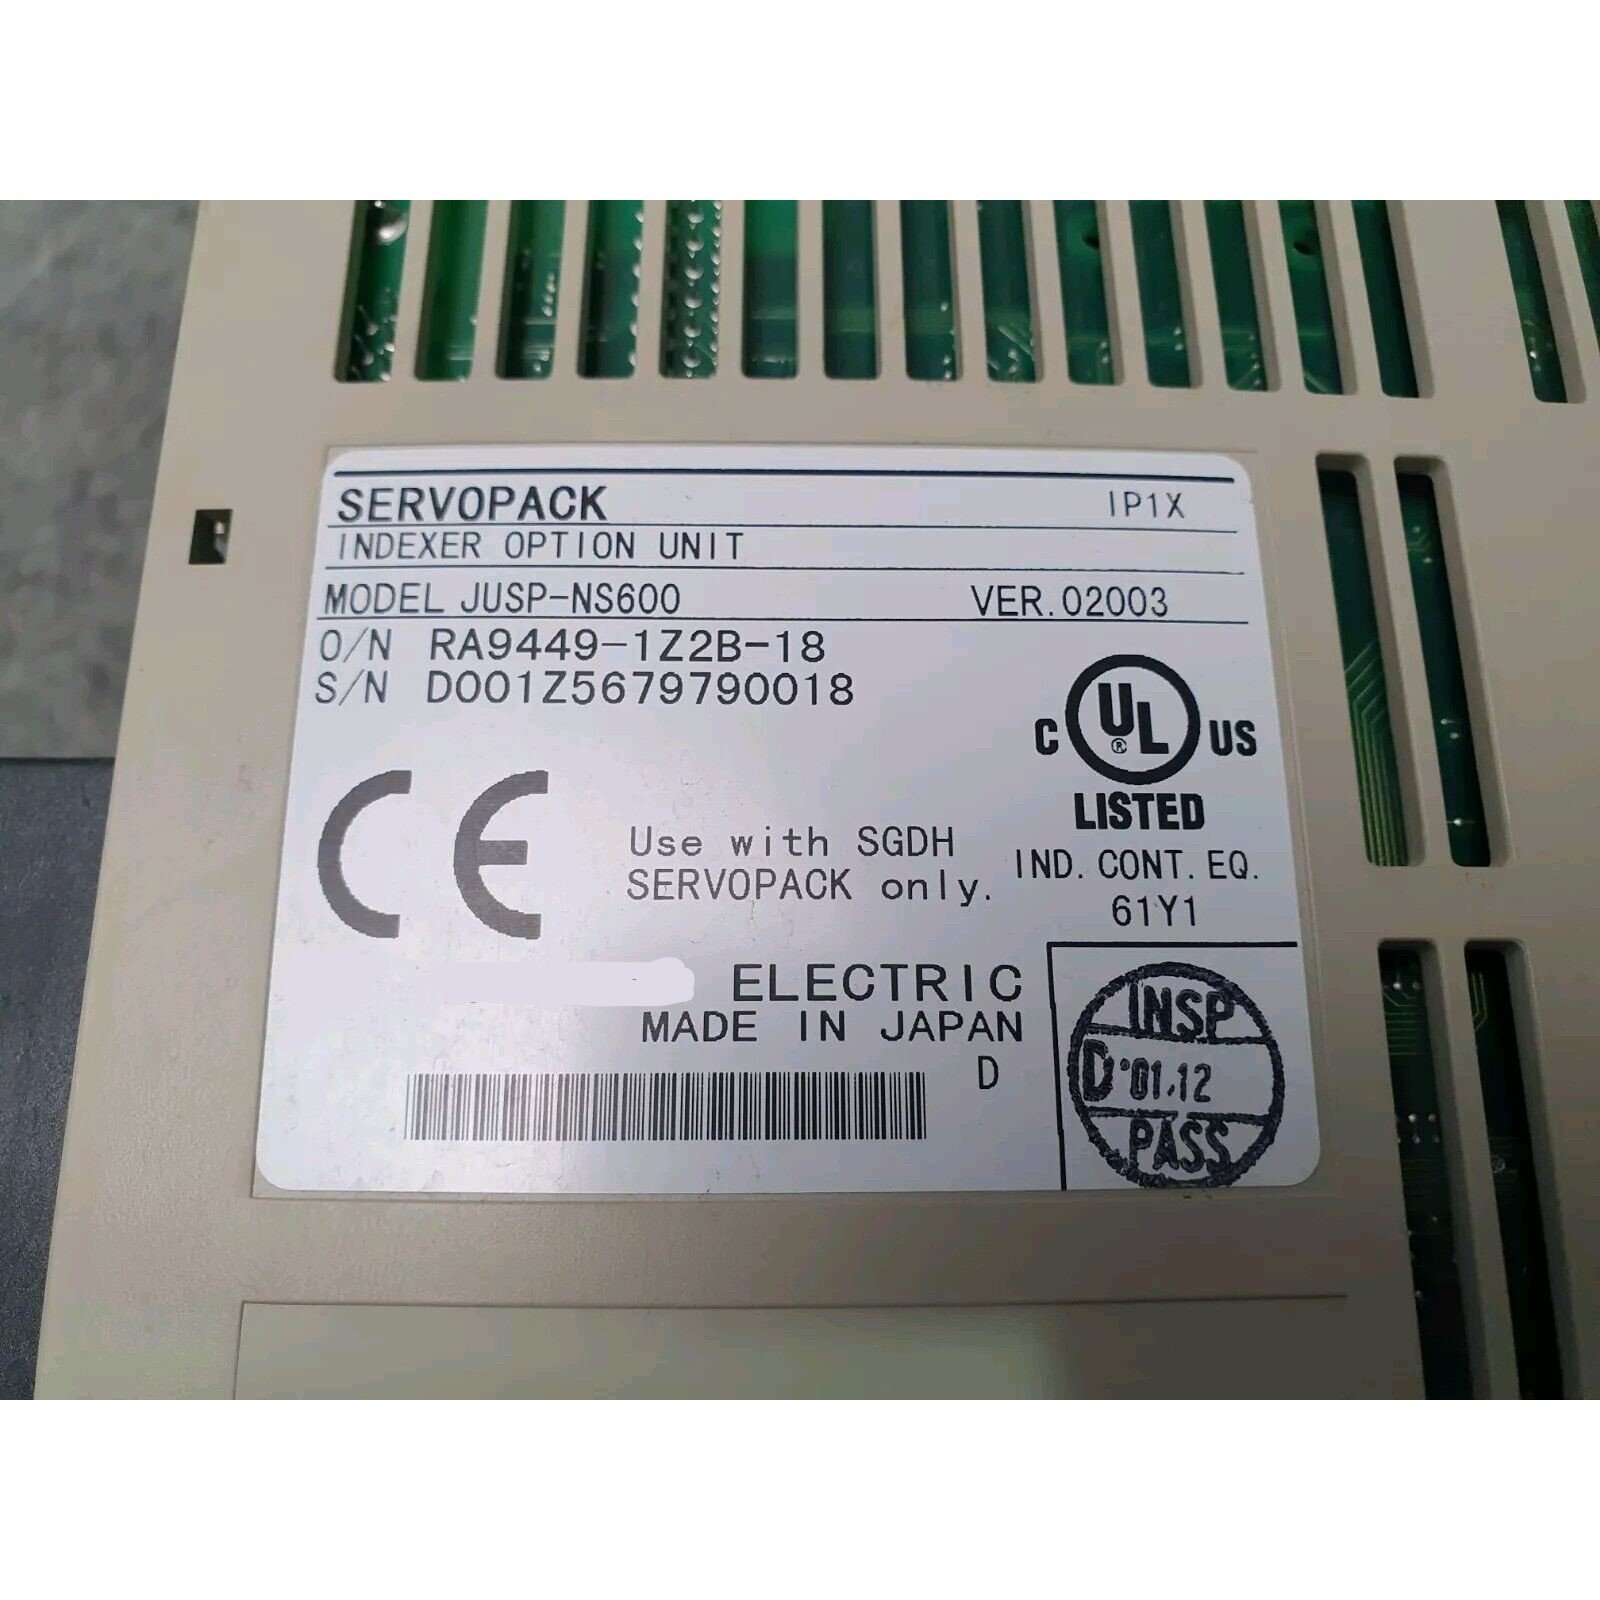 SERVOPACK IP1X
INDEXER OPTION UNIT
MODEL JUSP-NS600 VER.02003
O/N RA9449-1Z2B-18
S/N D001Z5679790018
C UL ® US
LISTED
IND. CONT. EQ.
61Y1
CE
Use with SGDH
SERVOPACK only.
ELECTRIC
MADE IN JAPAN
D
INSP
D '01.12
PASS